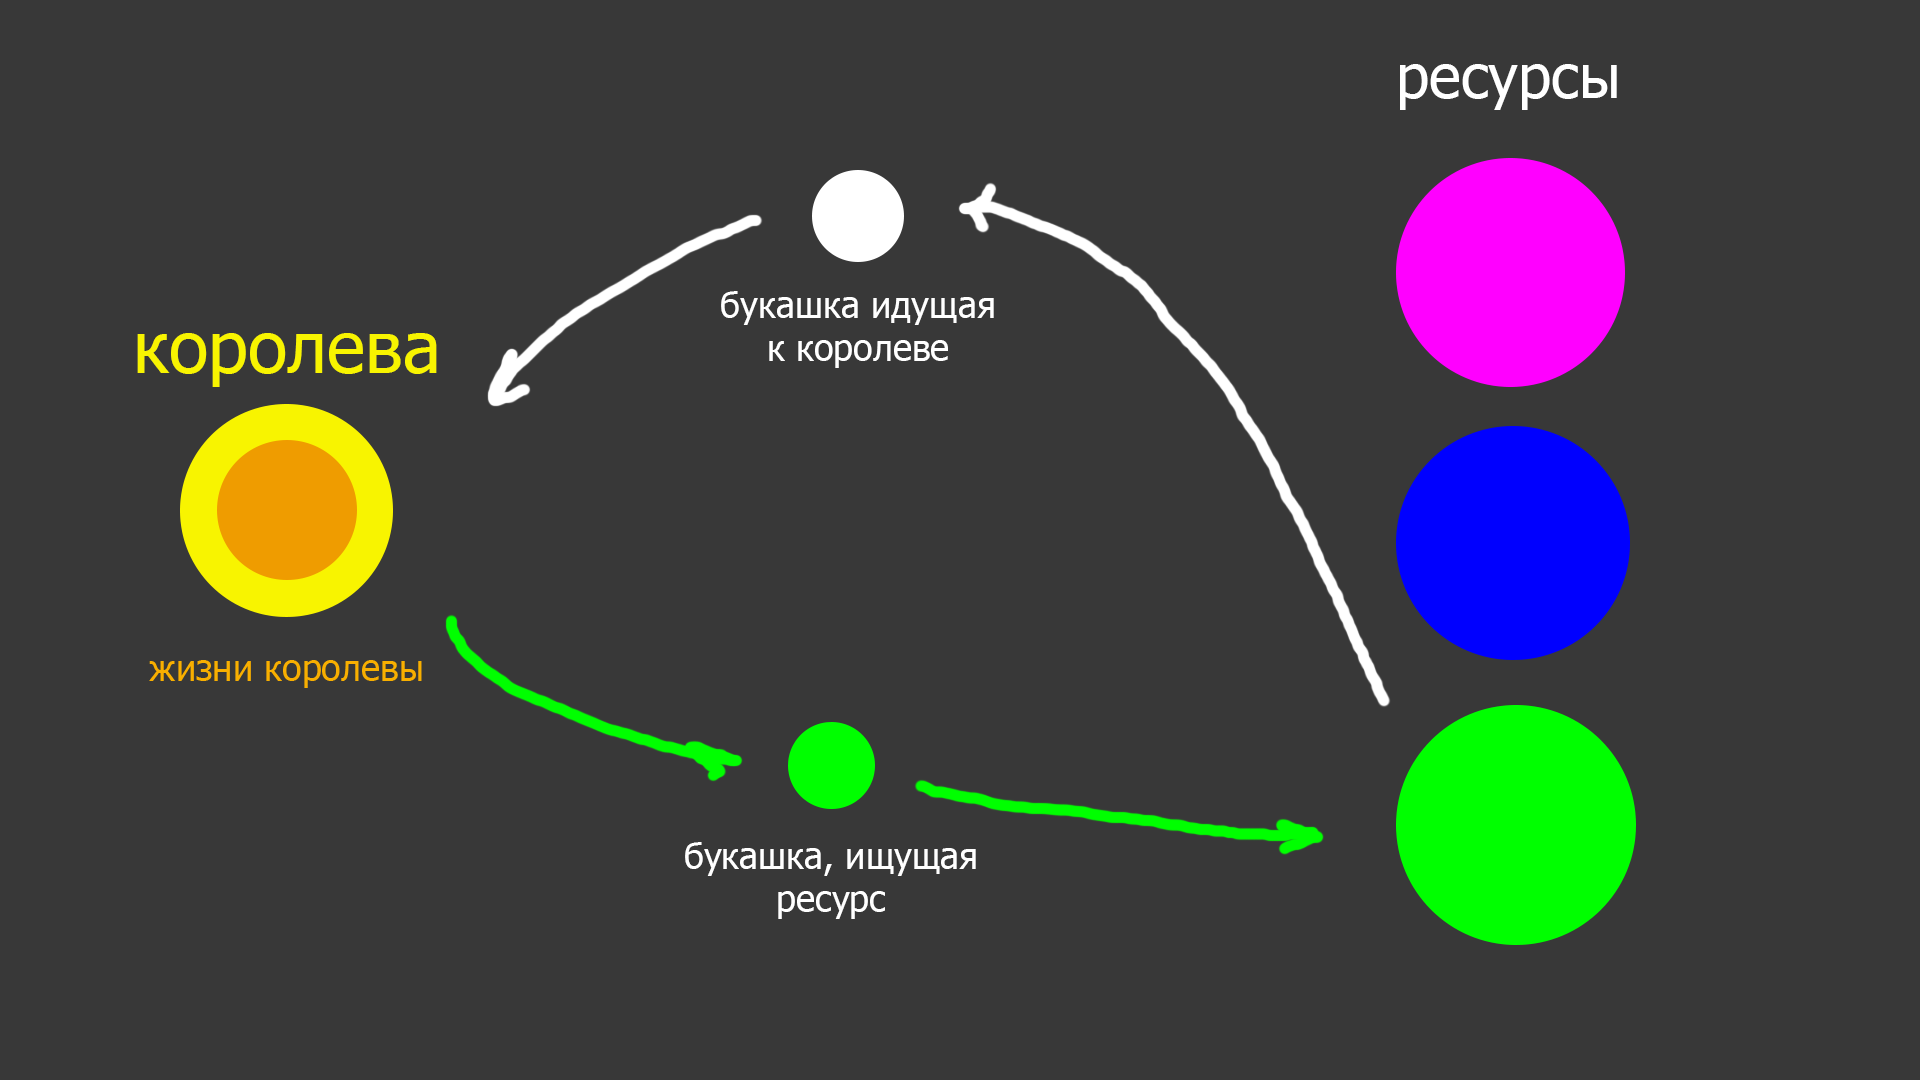 ресурсы
букашка идущая
к королеве
королева
жизни королевы
букашка, ищущая
ресурс